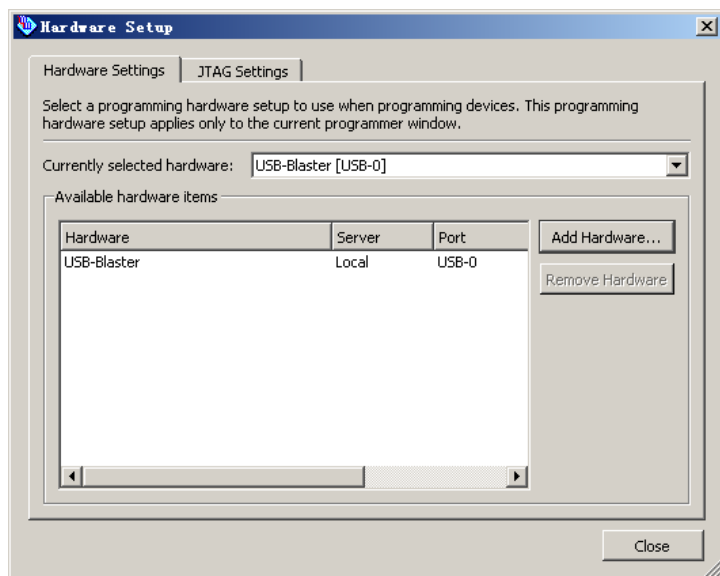 Hardware Setup
Hardware Settings
JTAG Settings
Select a programming hardware setup to use when programming devices. This programming
hardware setup applies only to the current programmer window.
Currently selected hardware: USB-Blaster [USB-0]
Available hardware items
Hardware Server Port
USB-Blaster Local USB-0
Add Hardware...
Remove Hardware
Close